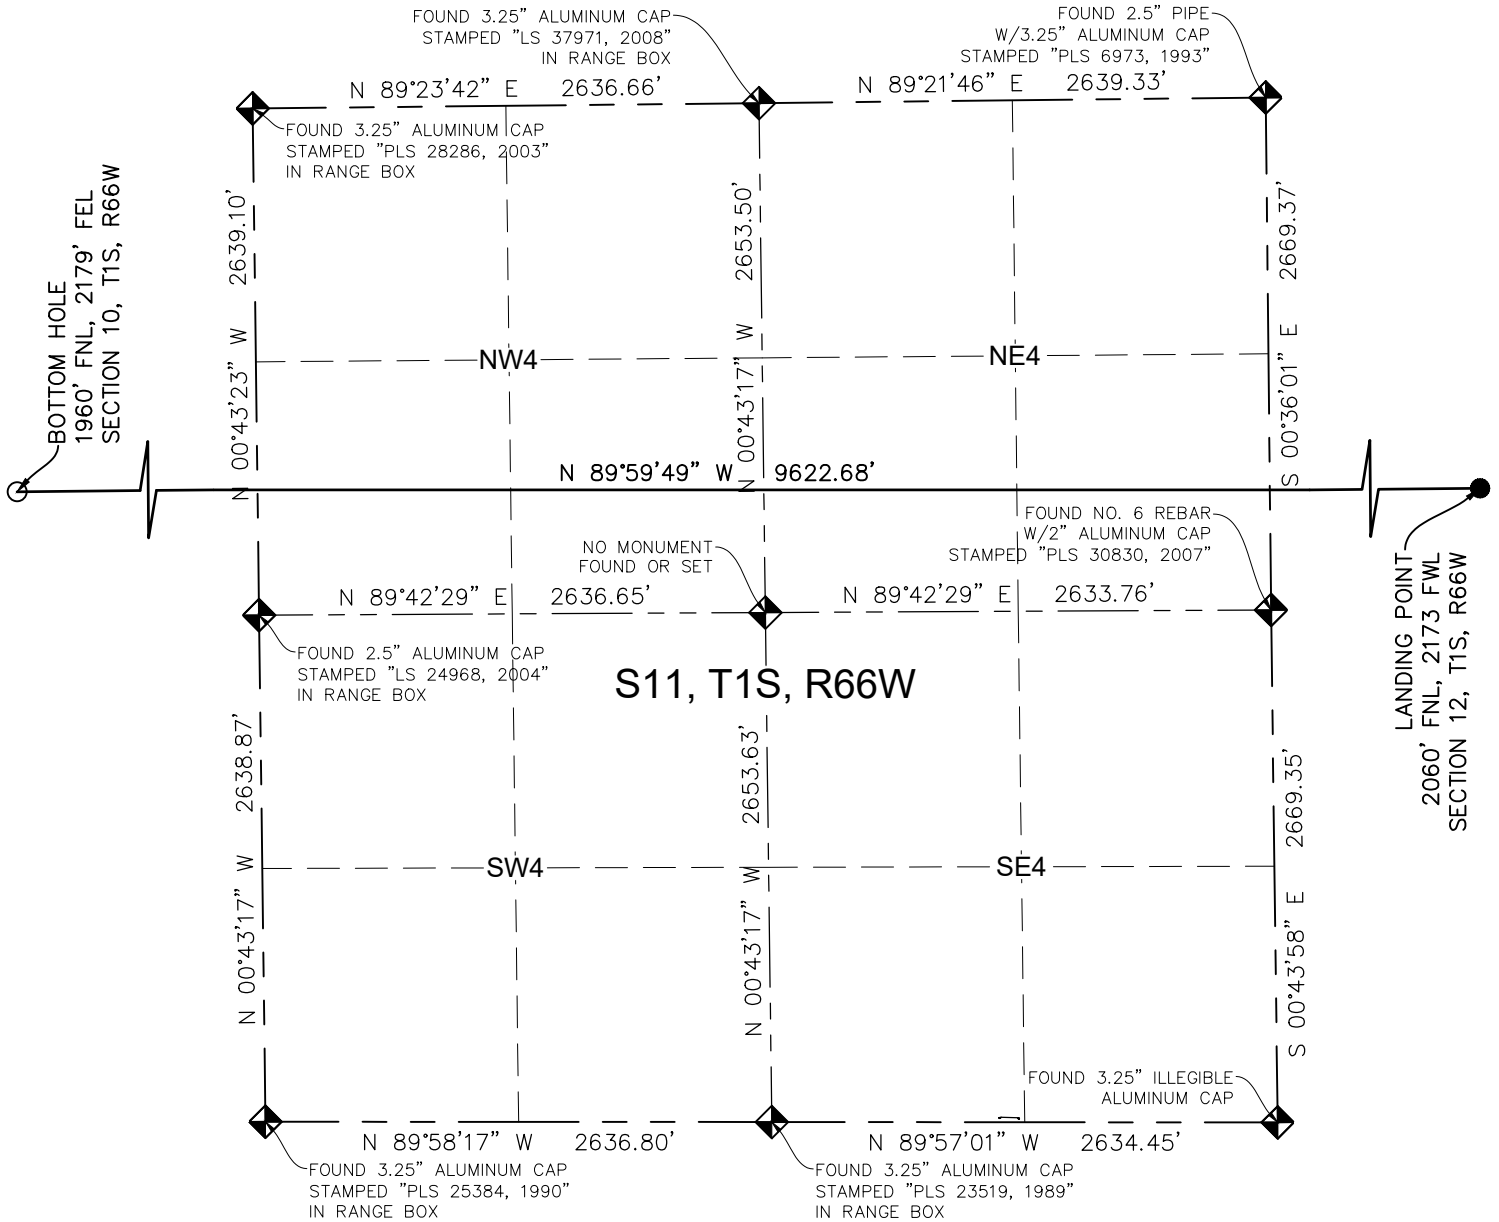 FOUND 3.25" ALUMINUM CAP
STAMPED "LS 37971, 2008"
IN RANGE BOX
FOUND 2.5" PIPE
W/3.25" ALUMINUM CAP
STAMPED "PLS 6973, 1993"
N 89°23'42" E 2636.66'
N 89°21'46" E 2639.33'
FOUND 3.25" ALUMINUM CAP
STAMPED "PLS 28286, 2003"
IN RANGE BOX
BOTTOM HOLE
1960' FNL, 2179' FEL
SECTION 10, T1S, R66W
N 00°43'23" W 2639.10'
N 00°43'17" W 2653.50'
S 00°36'01" E 2669.37'
NW4
NE4
N 89°59'49" W 9622.68'
NO MONUMENT
FOUND OR SET
FOUND NO. 6 REBAR
W/2" ALUMINUM CAP
STAMPED "PLS 30830, 2007"
LANDING POINT
2060' FNL, 2173 FWL
SECTION 12, T1S, R66W
N 89°42'29" E 2636.65'
N 89°42'29" E 2633.76'
FOUND 2.5" ALUMINUM CAP
STAMPED "LS 24968, 2004"
IN RANGE BOX
S11, T1S, R66W
N 00°43'17" W 2638.87'
N 00°43'17" W 2653.63'
S 00°43'58" E 2669.35'
SW4
SE4
FOUND 3.25" ILLEGIBLE
ALUMINUM CAP
N 89°58'17" W 2636.80'
N 89°57'01" W 2634.45'
FOUND 3.25" ALUMINUM CAP
STAMPED "PLS 25384, 1990"
IN RANGE BOX
FOUND 3.25" ALUMINUM CAP
STAMPED "PLS 23519, 1989"
IN RANGE BOX